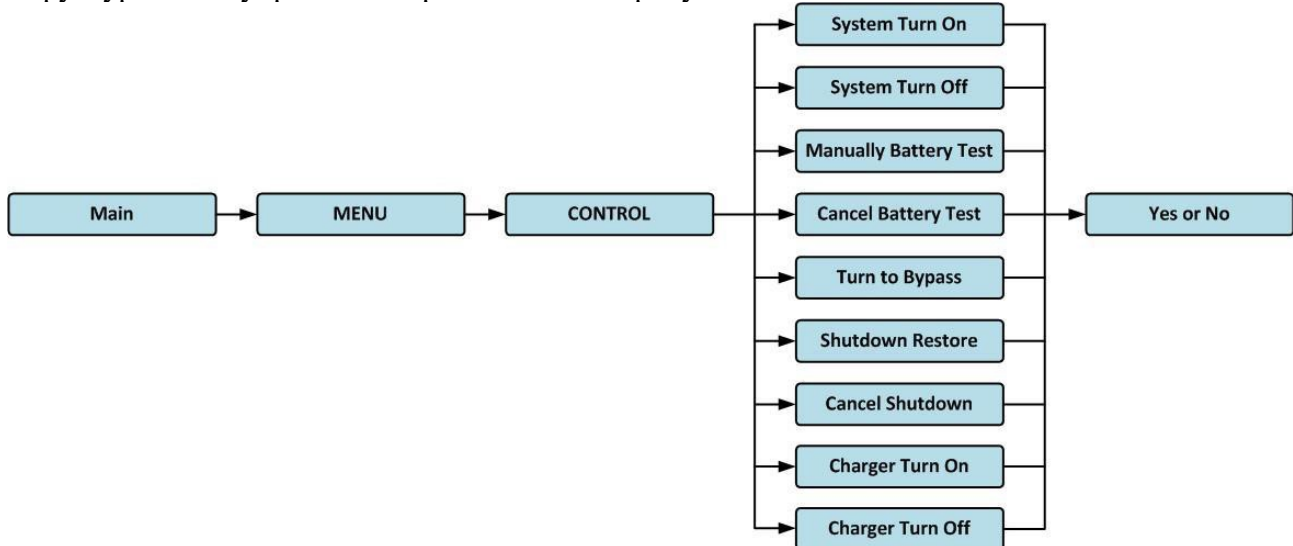 Main
MENU
CONTROL
System Turn On
System Turn Off
Manually Battery Test
Cancel Battery Test
Turn to Bypass
Shutdown Restore
Cancel Shutdown
Charger Turn On
Charger Turn Off
Yes or No